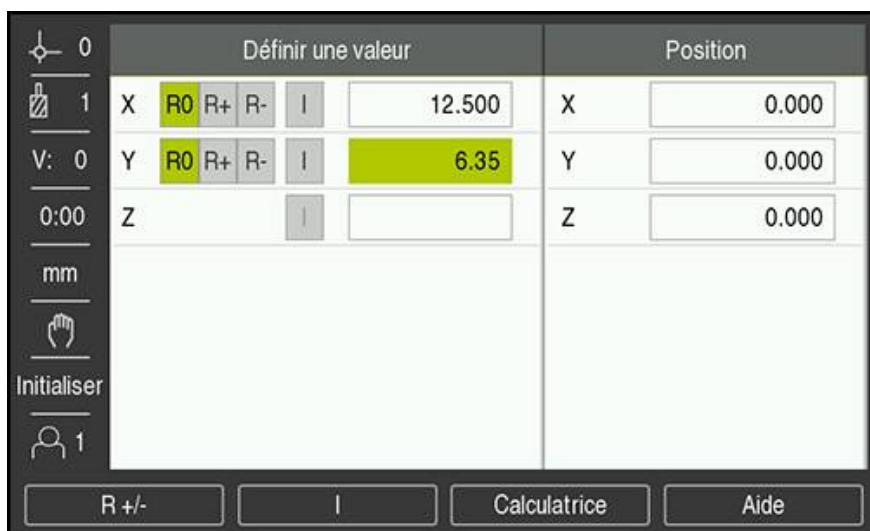 0 Définir une valeur Position
1 X R0 R+ R- I 12.500 X 0.000
V: 0 Y R0 R+ R- I 6.35 Y 0.000
0:00 Z I Z 0.000
mm
Initialiser
1
R +/- I Calculatrice Aide